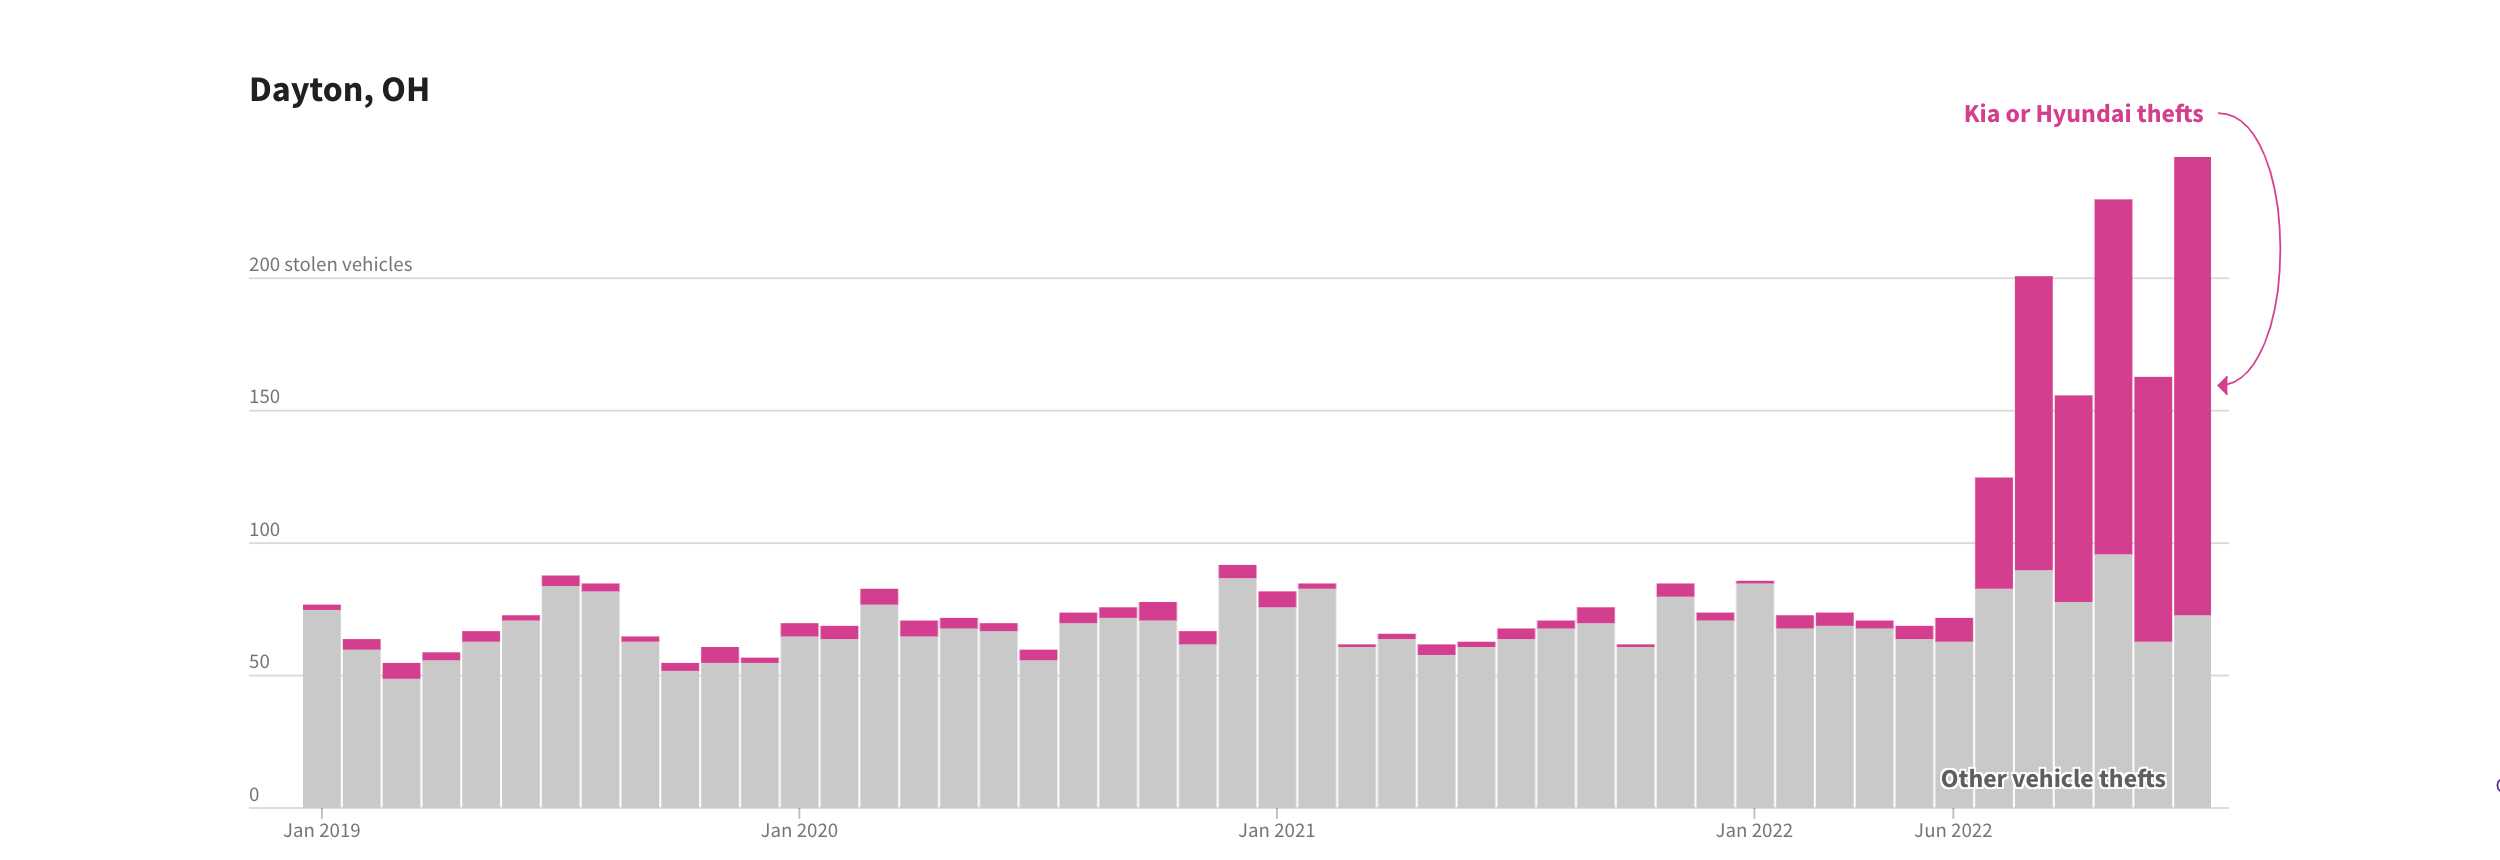 Dayton, OH
Kia or Hyundai thefts
200 stolen vehicles
150
100
50
0
Other vehicle thefts
Jan 2019
Jan 2020
Jan 2021
Jan 2022
Jun 2022